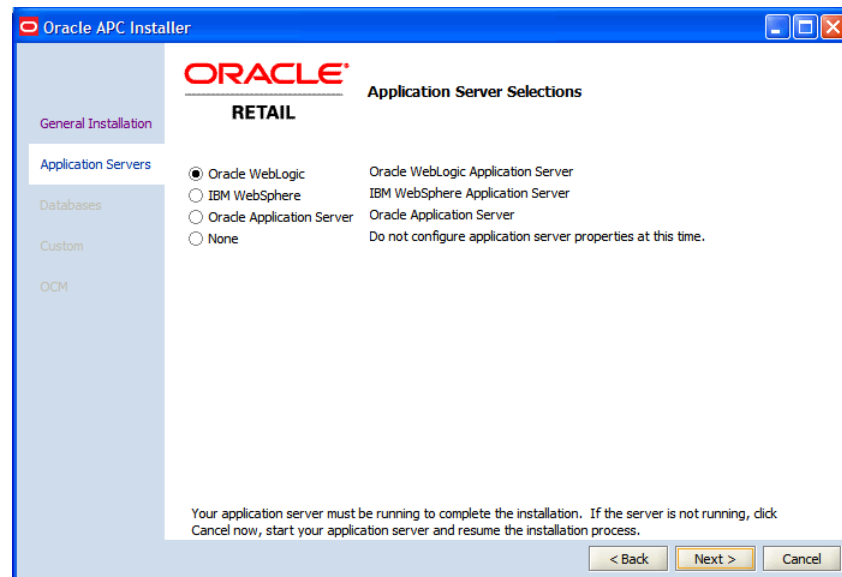 Oracle APC Installer
ORACLE®
RETAIL
Application Server Selections
General Installation
Application Servers
Databases
Custom
OCM
Oracle WebLogic Oracle WebLogic Application Server
IBM WebSphere IBM WebSphere Application Server
Oracle Application Server Oracle Application Server
None Do not configure application server properties at this time.
Your application server must be running to complete the installation. If the server is not running, click
Cancel now, start your application server and resume the installation process.
< Back Next > Cancel